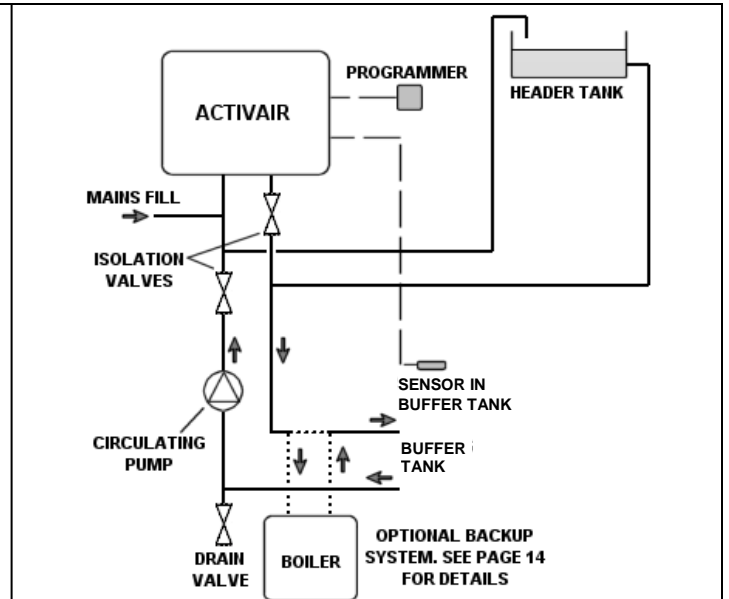 PROGRAMMER
HEADER TANK
ACTIVAIR
MAINS FILL
ISOLATION
VALVES
SENSOR IN
BUFFER TANK
CIRCULATING
PUMP
BUFFER
TANK
DRAIN
VALVE
BOILER
OPTIONAL BACKUP
SYSTEM. SEE PAGE 14
FOR DETAILS